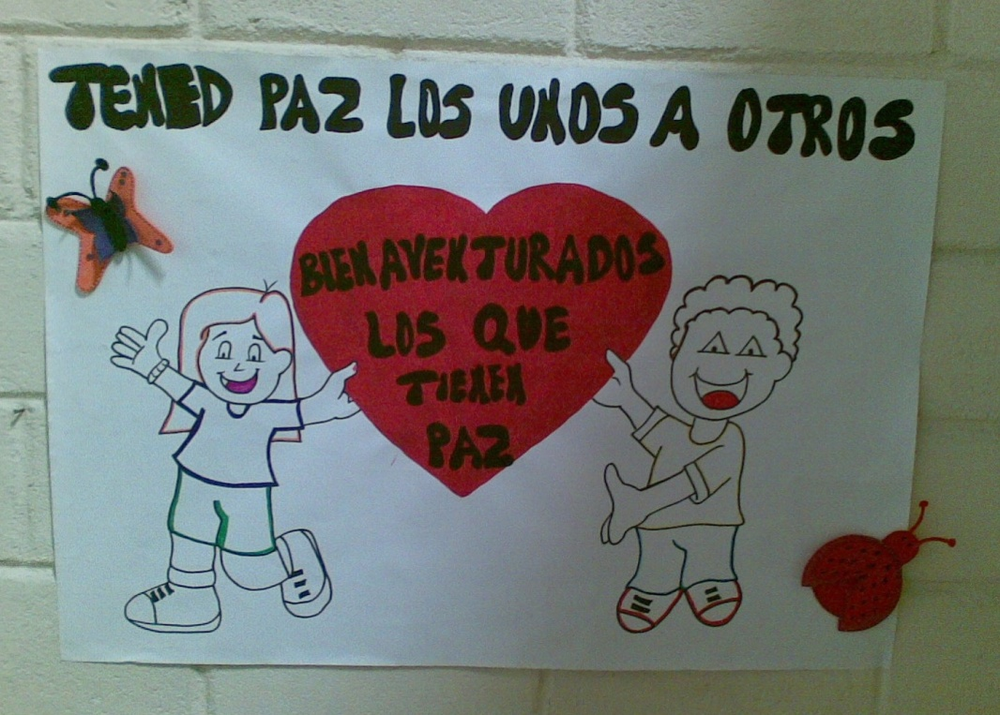 TENED PAZ LOS UNOS A OTROS
BIENAVENTURADOS
LOS QUE
TIENEN
PAZ